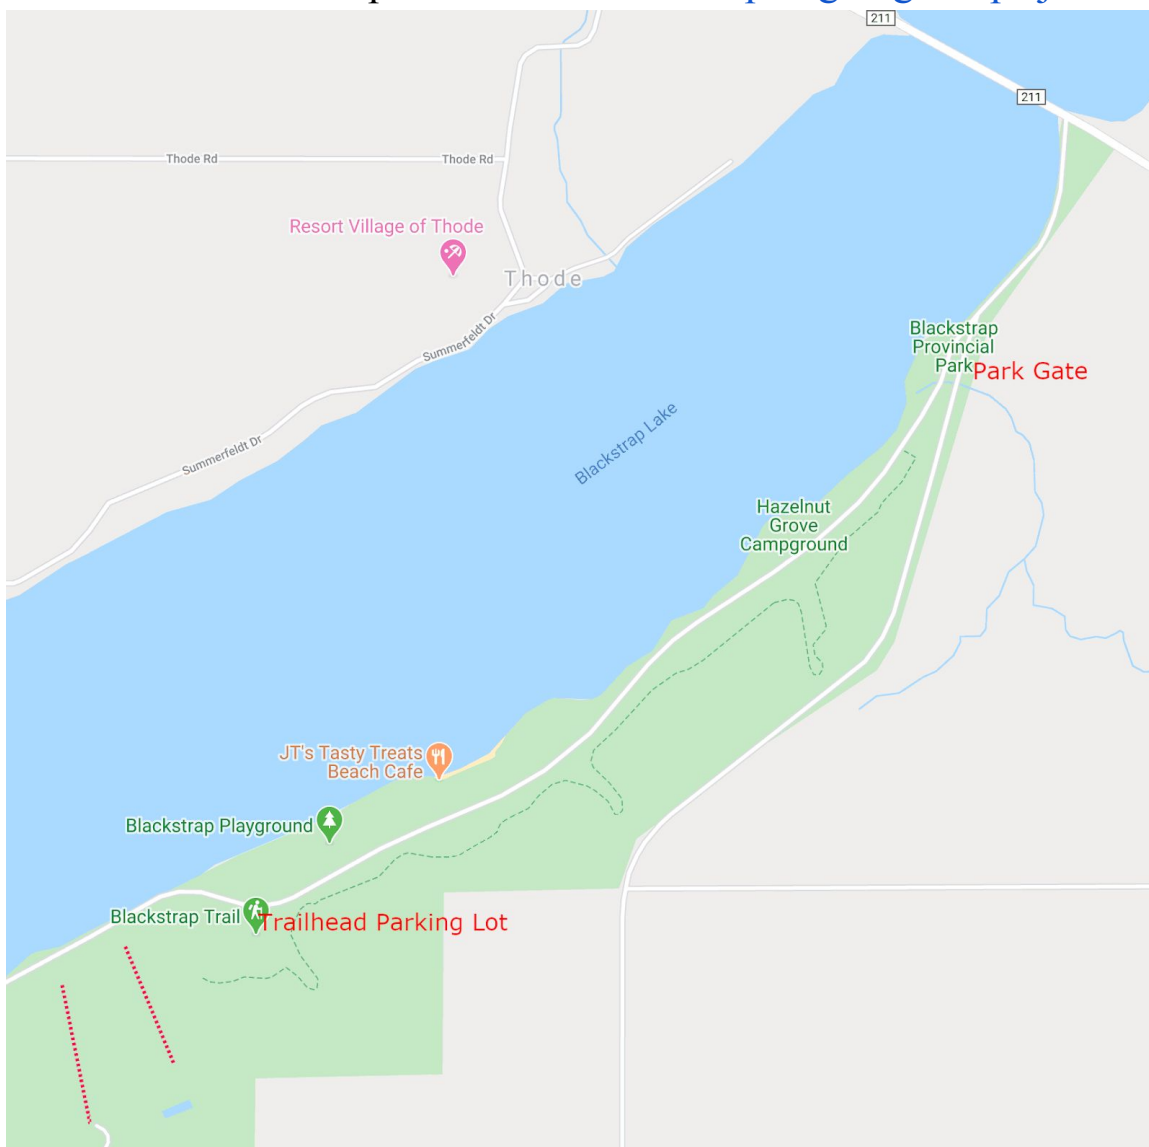 211
211
Thode Rd
Thode Rd
Resort Village of Thode
Thode
Summerfeldt Dr
Summerfeldt Dr
Blackstrap
Provincial
Park
Park Gate
Blackstrap Lake
Hazelnut
Grove
Campground
JT's Tasty Treats
Beach Cafe
Blackstrap Playground
Blackstrap Trail
Trailhead Parking Lot